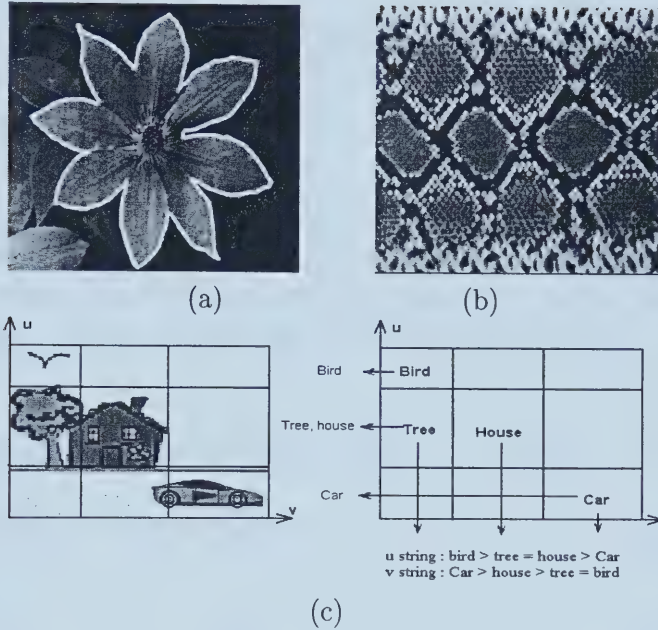 (a)
(b)
u
v
u
Bird
Bird
Tree, house
Tree
House
Car
Car
u string : bird > tree = house > Car
v string : Car > house > tree = bird
(c)